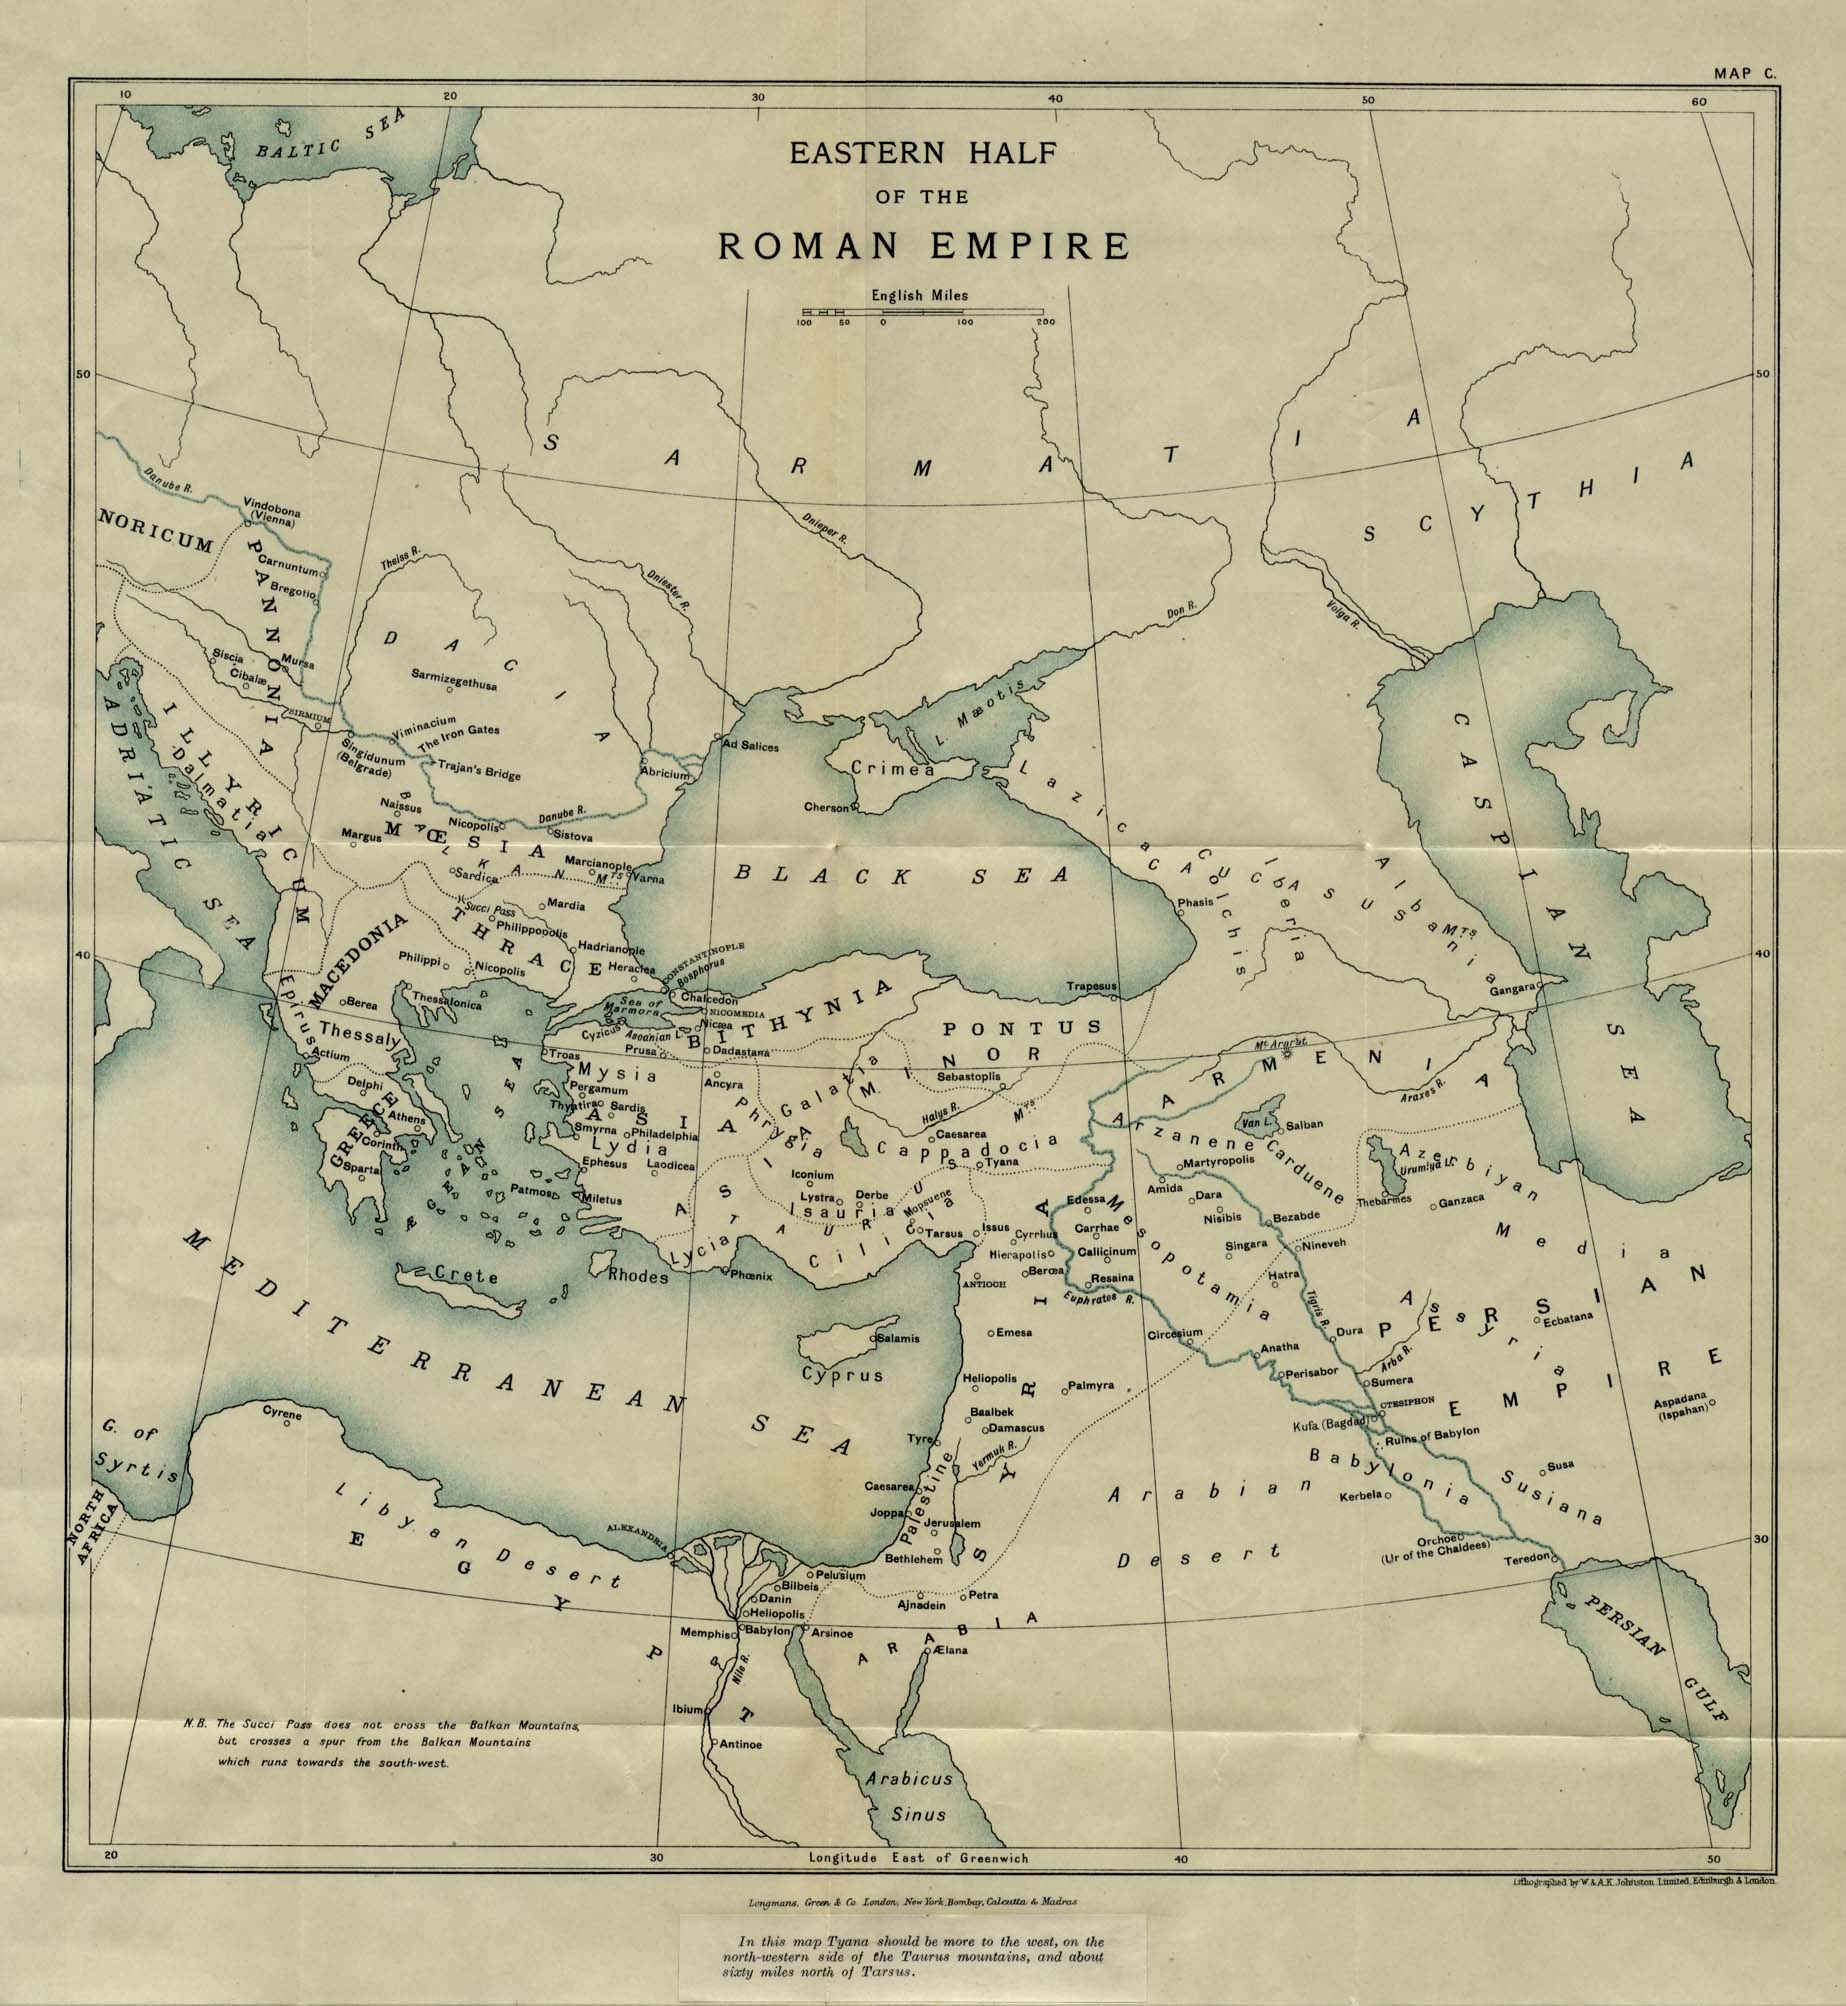 MAP C.
10 20 30 40 50 60
BALTIC SEA
EASTERN HALF
OF THE
ROMAN EMPIRE
English Miles
100 50 0 100 200
50
50
SARMATIA
SCYTHIA
Danube R.
Vindobona
(Vienna)
NORICUM
PANNONIA
Carnuntum
Bregotio
Theiss R.
Dnieper R.
Dniester R.
Don R.
Volga R.
DACIA
Sarmizegethusa
Siscia
Mursa
Cibalæ
SIRMIUM
Viminacium
The Iron Gates
Singidunum
(Belgrade)
Trajan's Bridge
Abricium
Ad Salices
L. Mæotis
Crimea
Cherson
Lazica
CASPIAN SEA
ADRIATIC SEA
ILLYRICUM
Dalmatia
Naissus
Margus
MŒSIA
Nicopolis
Danube R.
Sistova
Marcianople
Varna
BALKAN MTS
Sardica
Succi Pass
Mardia
Philippopolis
THRACE
Hadrianople
BLACK SEA
CAUCASUS MTS.
Colchis
Iberia
Albania
Phasis
Gangara
40
40
MACEDONIA
Philippi
Nicopolis
Heraclea
CONSTANTINOPLE
Bosphorus
Chalcedon
Sea of
Marmora
NICOMEDIA
Nicæa
Cyzicus
Ascanian L.
Prusa
Dadastana
BITHYNIA
Trapesus
PONTUS
Epirus
Berea
Thessalonica
Thessaly
Actium
Delphi
Athens
GREECE
Corinth
Sparta
Troas
Mysia
Pergamum
Thyatira
Sardis
ASIA
Smyrna
Philadelphia
Lydia
Ephesus
Laodicea
Patmos
Miletus
ÆGEAN SEA
Ancyra
Phrygia
Galatia
ASIA MINOR
Sebastoplis
Halys R.
Mts
Caesarea
Cappadocia
Tyana
Iconium
Lystra
Derbe
Isauria
Mopsuene
TAURUS
Cilicia
Tarsus
Lycia
Phœnix
Rhodes
Crete
Mt. Ararat
ARMENIA
Araxes R.
Van L.
Salban
Arzanene
Carduene
Martyropolis
Amida
Dara
Nisibis
Bezabde
Azerbiyan
Urumiya L.
Thebarmes
Ganzaca
Median
Edessa
Issus
Cyrrhus
Carrhae
Hierapolis
Callicinum
Berœa
ANTIOCH
Resaina
Euphrates R.
Mesopotamia
Singara
Nineveh
Hatra
Tigris R.
Assyria
Ecbatana
PERSIAN EMPIRE
MEDITERRANEAN SEA
Salamis
Cyprus
Emesa
Circesium
Anatha
Dura
Arba R.
Perisabor
Sumera
Heliopolis
Palmyra
SYRIA
Baalbek
Damascus
Tyre
Yermuk R.
CTESIPHON
Kufa (Bagdad)
Ruins of Babylon
Aspadana
(Ispahan)
Cyrene
G. of
Syrtis
NORTH
AFRICA
Babylonia
Susa
Susiana
Kerbela
Caesarea
Palestine
Joppa
Jerusalem
Bethlehem
Arabian
Desert
Orchoe
(Ur of the Chaldees)
Teredon
30
Libyan Desert
EGYPT
ALEXANDRIA
Pelusium
Bilbeis
Danin
Heliopolis
Memphis
Babylon
Arsinoe
Ajnadein
Petra
ARABIA
Ælana
PERSIAN GULF
Nile R.
Ibium
Antinoe
N.B. The Succi Pass does not cross the Balkan Mountains,
but crosses a spur from the Balkan Mountains
which runs towards the south-west.
Arabicus
Sinus
20 30 Longitude East of Greenwich 40 50
Lithographed by W. & A.K. Johnston Limited, Edinburgh & London.
Longmans, Green & Co. London, New York, Bombay, Calcutta & Madras
In this map Tyana should be more to the west, on the
north-western side of the Taurus mountains, and about
sixty miles north of Tarsus.